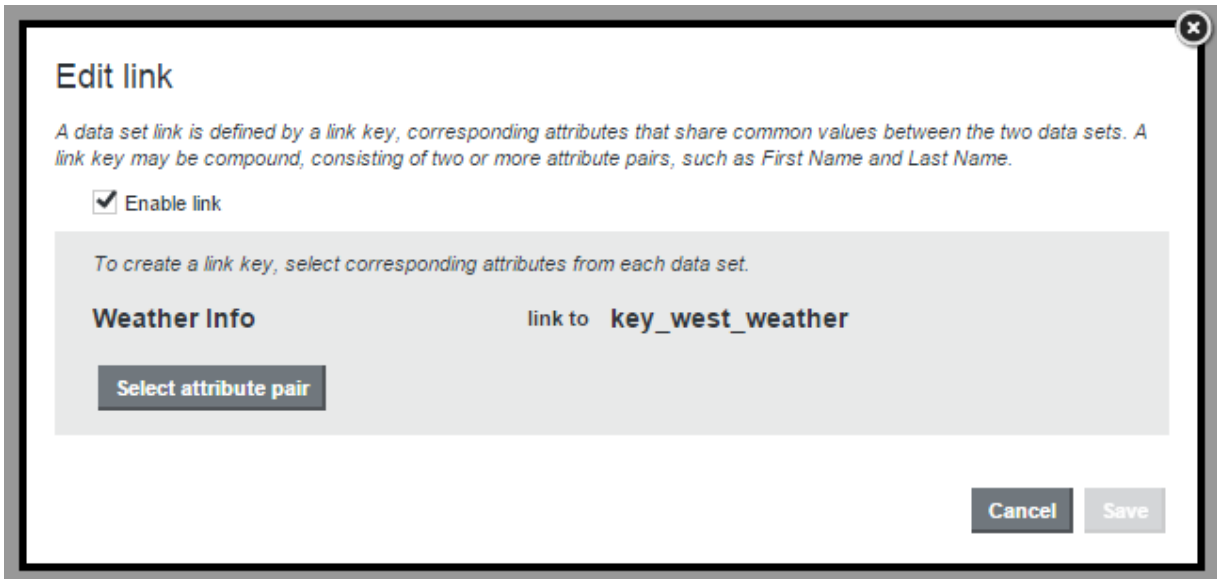 Edit link
A data set link is defined by a link key, corresponding attributes that share common values between the two data sets. A
link key may be compound, consisting of two or more attribute pairs, such as First Name and Last Name.
Enable link
To create a link key, select corresponding attributes from each data set.
Weather Info link to key_west_weather
Select attribute pair
Cancel Save